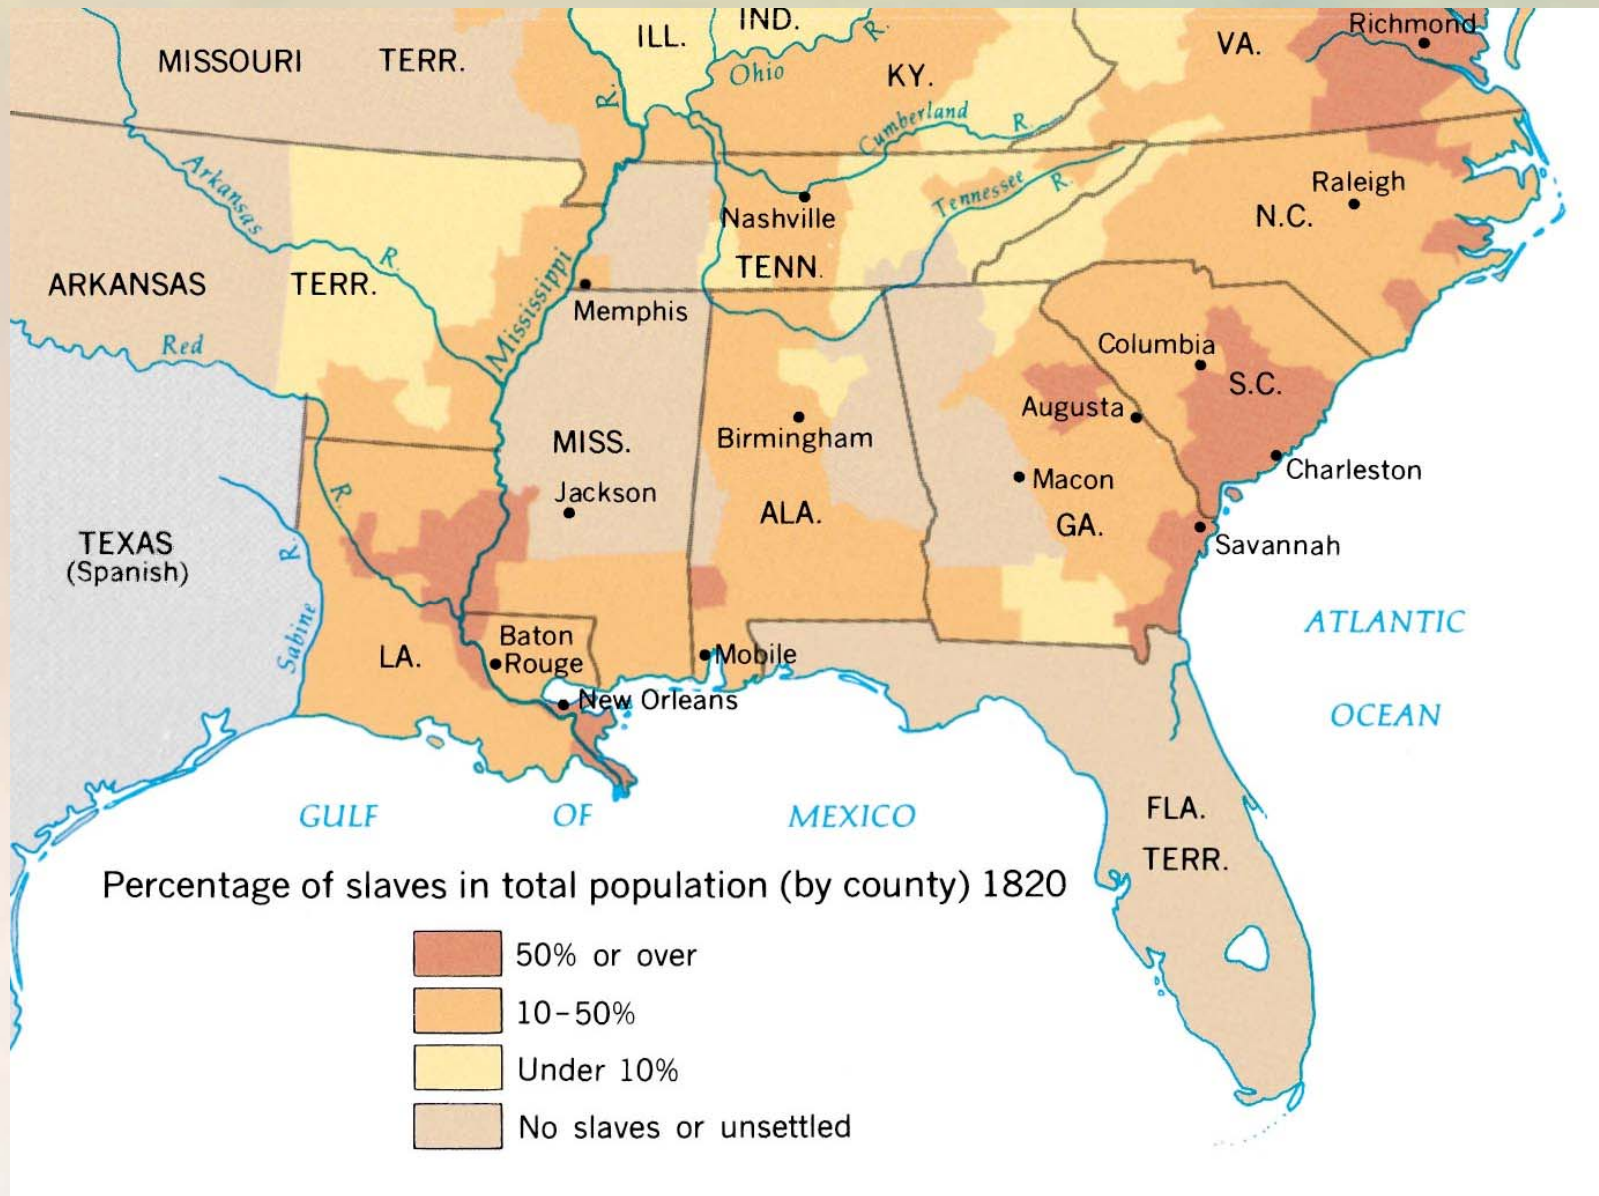 Richmond
IND.
ILL.
VA.
MISSOURI TERR.
R.
Ohio
KY.
R.
Cumberland R.
Arkansas
R.
Tennessee
R.
Raleigh
N.C.
Nashville
TENN.
ARKANSAS TERR.
Mississippi
Memphis
Red
Columbia
S.C.
Augusta
Birmingham
MISS.
Charleston
Macon
R.
Jackson
ALA.
GA.
TEXAS
(Spanish)
R.
Savannah
Sabine
ATLANTIC
OCEAN
Baton
Rouge
LA.
Mobile
New Orleans
GULF OF MEXICO
FLA.
TERR.
Percentage of slaves in total population (by county) 1820
50% or over
10-50%
Under 10%
No slaves or unsettled